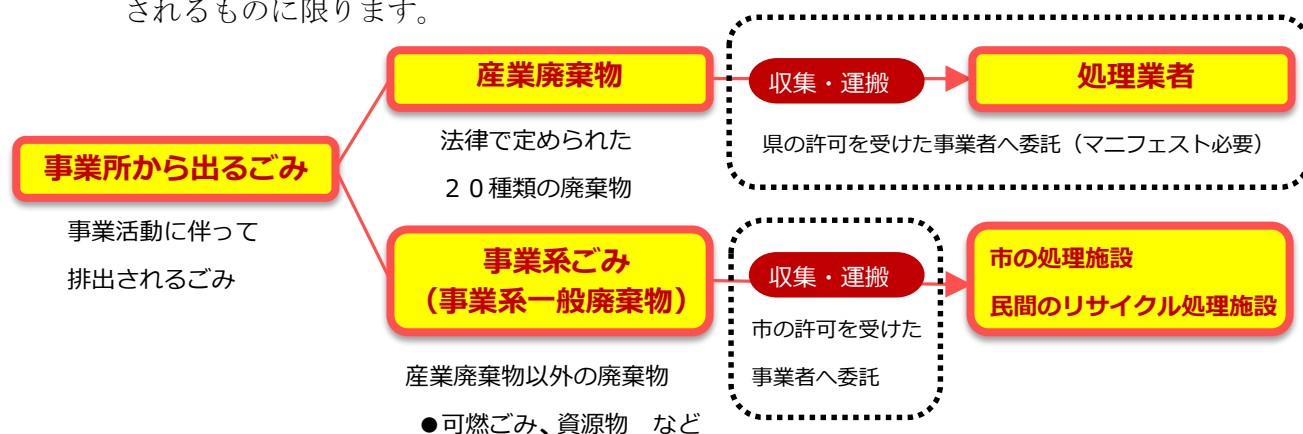 されるものに限ります。
事業所から出るごみ
事業活動に伴って
排出されるごみ
産業廃棄物
法律で定められた
２０種類の廃棄物
収集・運搬
処理業者
県の許可を受けた事業者へ委託（マニフェスト必要）
事業系ごみ
（事業系一般廃棄物）
産業廃棄物以外の廃棄物
●可燃ごみ、資源物　など
収集・運搬
市の許可を受けた
事業者へ委託
市の処理施設
民間のリサイクル処理施設